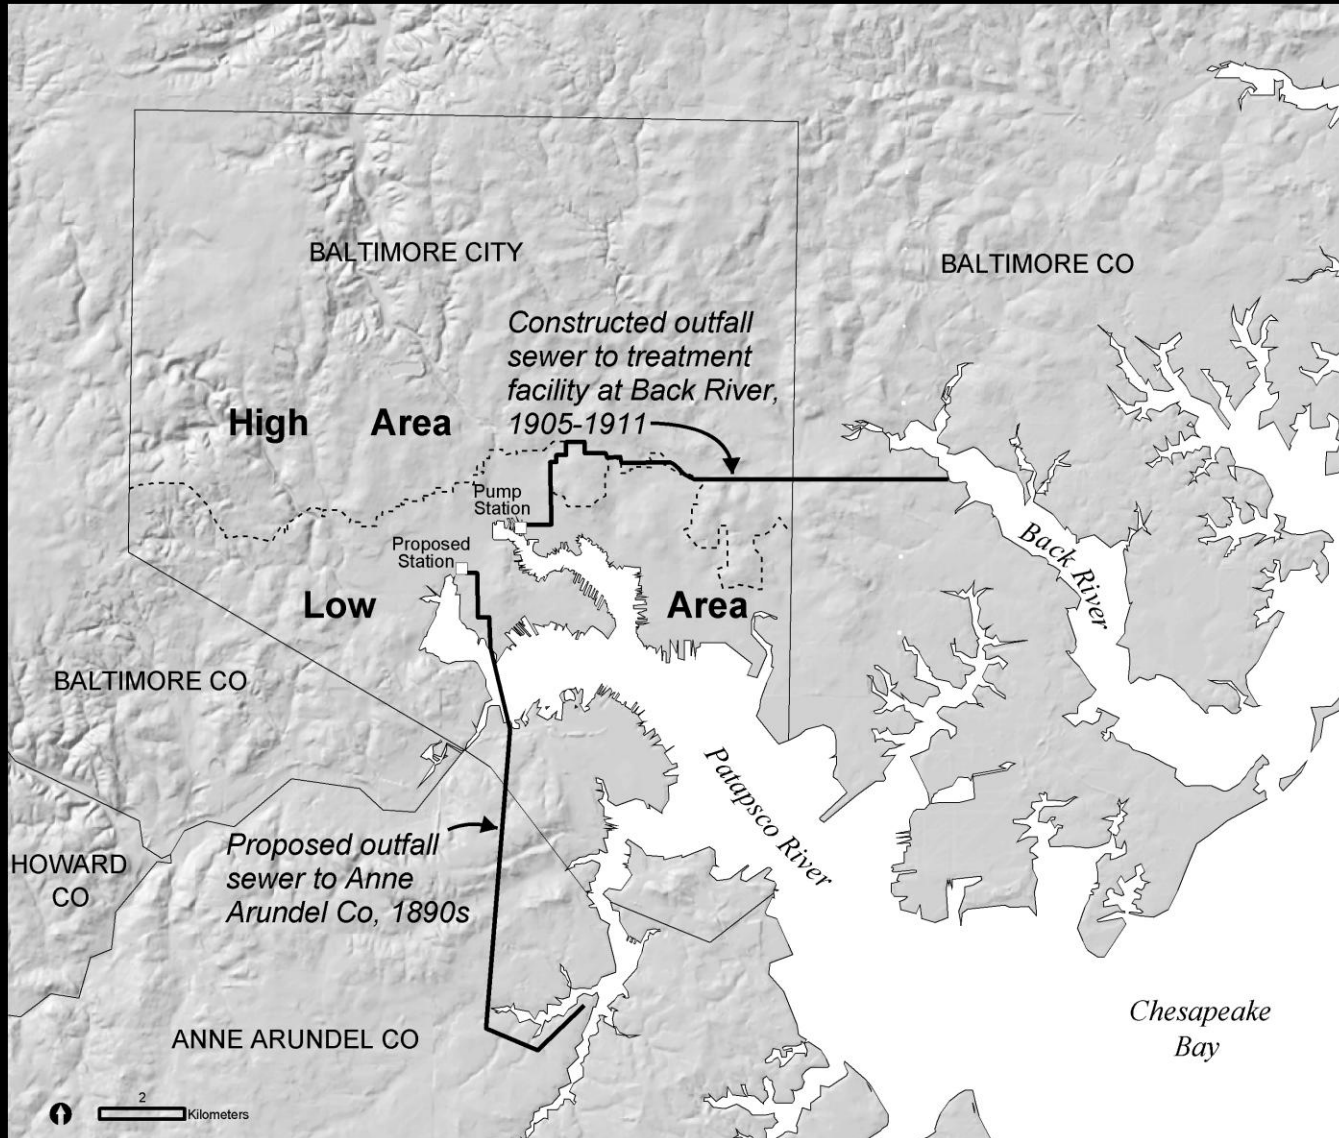 BALTIMORE CITY
BALTIMORE CO
Constructed outfall
sewer to treatment
facility at Back River,
1905-1911
High Area
Pump
Station
Proposed
Station
Back River
Low Area
BALTIMORE CO
Patapsco River
Proposed outfall
sewer to Anne
Arundel Co, 1890s
HOWARD
CO
Chesapeake
Bay
ANNE ARUNDEL CO
2
Kilometers